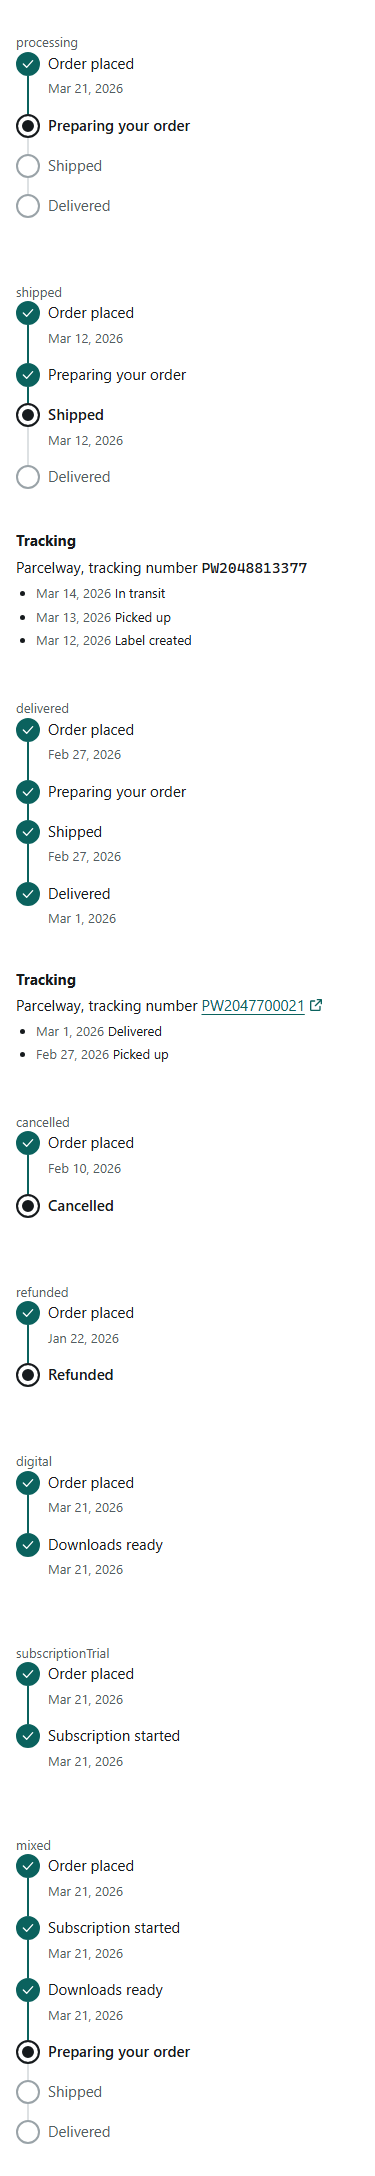 processing
Order placed
Mar 21, 2026
Preparing your order
Shipped
Delivered
shipped
Order placed
Mar 12, 2026
Preparing your order
Shipped
Mar 12, 2026
Delivered
Tracking
Parcelway, tracking number PW2048813377
Mar 14, 2026 In transit
Mar 13, 2026 Picked up
Mar 12, 2026 Label created
delivered
Order placed
Feb 27, 2026
Preparing your order
Shipped
Feb 27, 2026
Delivered
Mar 1, 2026
Tracking
Parcelway, tracking number PW2047700021
Mar 1, 2026 Delivered
Feb 27, 2026 Picked up
cancelled
Order placed
Feb 10, 2026
Cancelled
refunded
Order placed
Jan 22, 2026
Refunded
digital
Order placed
Mar 21, 2026
Downloads ready
Mar 21, 2026
subscriptionTrial
Order placed
Mar 21, 2026
Subscription started
Mar 21, 2026
mixed
Order placed
Mar 21, 2026
Subscription started
Mar 21, 2026
Downloads ready
Mar 21, 2026
Preparing your order
Shipped
Delivered